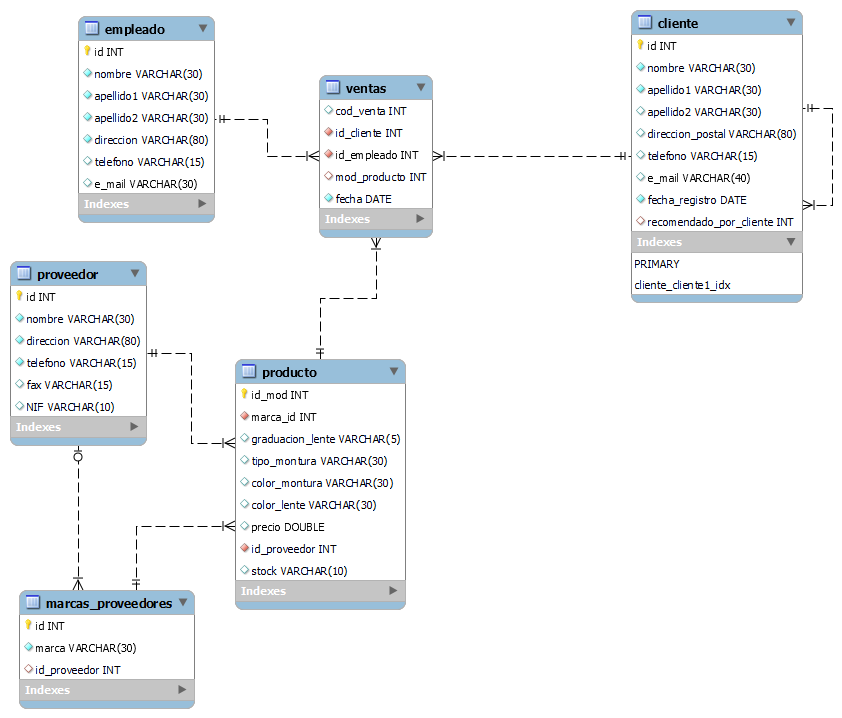 empleado
id INT
nombre VARCHAR(30)
apellido1 VARCHAR(30)
apellido2 VARCHAR(30)
direccion VARCHAR(80)
telefono VARCHAR(15)
e_mail VARCHAR(30)
Indexes
ventas
cod_venta INT
id_cliente INT
id_empleado INT
mod_producto INT
fecha DATE
Indexes
cliente
id INT
nombre VARCHAR(30)
apellido1 VARCHAR(30)
apellido2 VARCHAR(30)
direccion_postal VARCHAR(80)
telefono VARCHAR(15)
e_mail VARCHAR(40)
fecha_registro DATE
recomendado_por_cliente INT
Indexes
PRIMARY
cliente_cliente1_idx
proveedor
id INT
nombre VARCHAR(30)
direccion VARCHAR(80)
telefono VARCHAR(15)
fax VARCHAR(15)
NIF VARCHAR(10)
Indexes
producto
id_mod INT
marca_id INT
graduacion_lente VARCHAR(5)
tipo_montura VARCHAR(30)
color_montura VARCHAR(30)
color_lente VARCHAR(30)
precio DOUBLE
id_proveedor INT
stock VARCHAR(10)
Indexes
marcas_proveedores
id INT
marca VARCHAR(30)
id_proveedor INT
Indexes